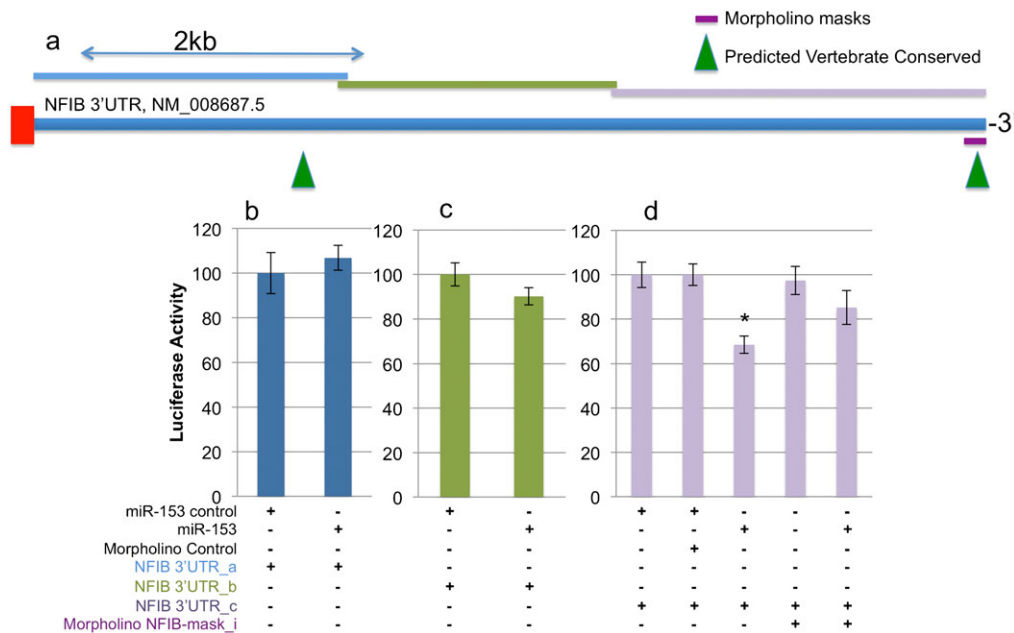 Morpholino masks
a
2kb
Predicted Vertebrate Conserved
NFIB 3'UTR, NM_008687.5
-3
b
c
d
Luciferase Activity
120
100
80
60
40
20
0
120
100
80
60
40
20
0
120
100
80
60
40
20
0
*
miR-153 control + - + - + + - - -
miR-153 - + - + - - + - +
Morpholino Control - - - - - + - - -
NFIB 3'UTR_a + + - - - - - - -
NFIB 3'UTR_b - - + + - - - - -
NFIB 3'UTR_c - - - - + + + + +
Morpholino NFIB-mask_i - - - - - - - + +